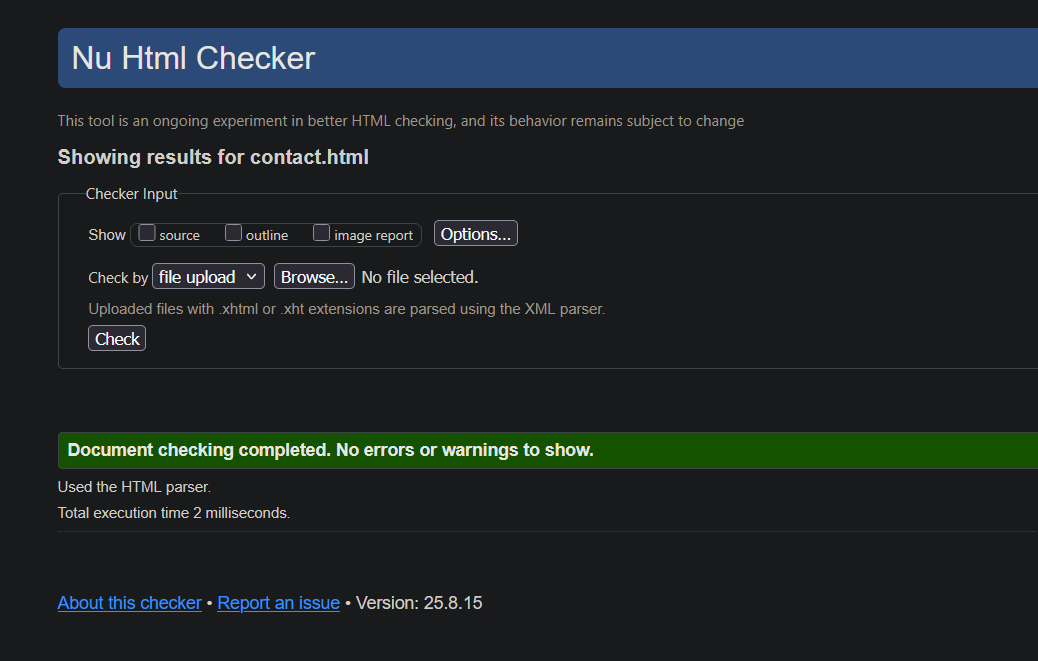 Nu Html Checker
This tool is an ongoing experiment in better HTML checking, and its behavior remains subject to change
Showing results for contact.html
Checker Input
Show source outline image report Options...
Check by file upload Browse... No file selected.
Uploaded files with .xhtml or .xht extensions are parsed using the XML parser.
Check
Document checking completed. No errors or warnings to show.
Used the HTML parser.
Total execution time 2 milliseconds.
About this checker • Report an issue • Version: 25.8.15